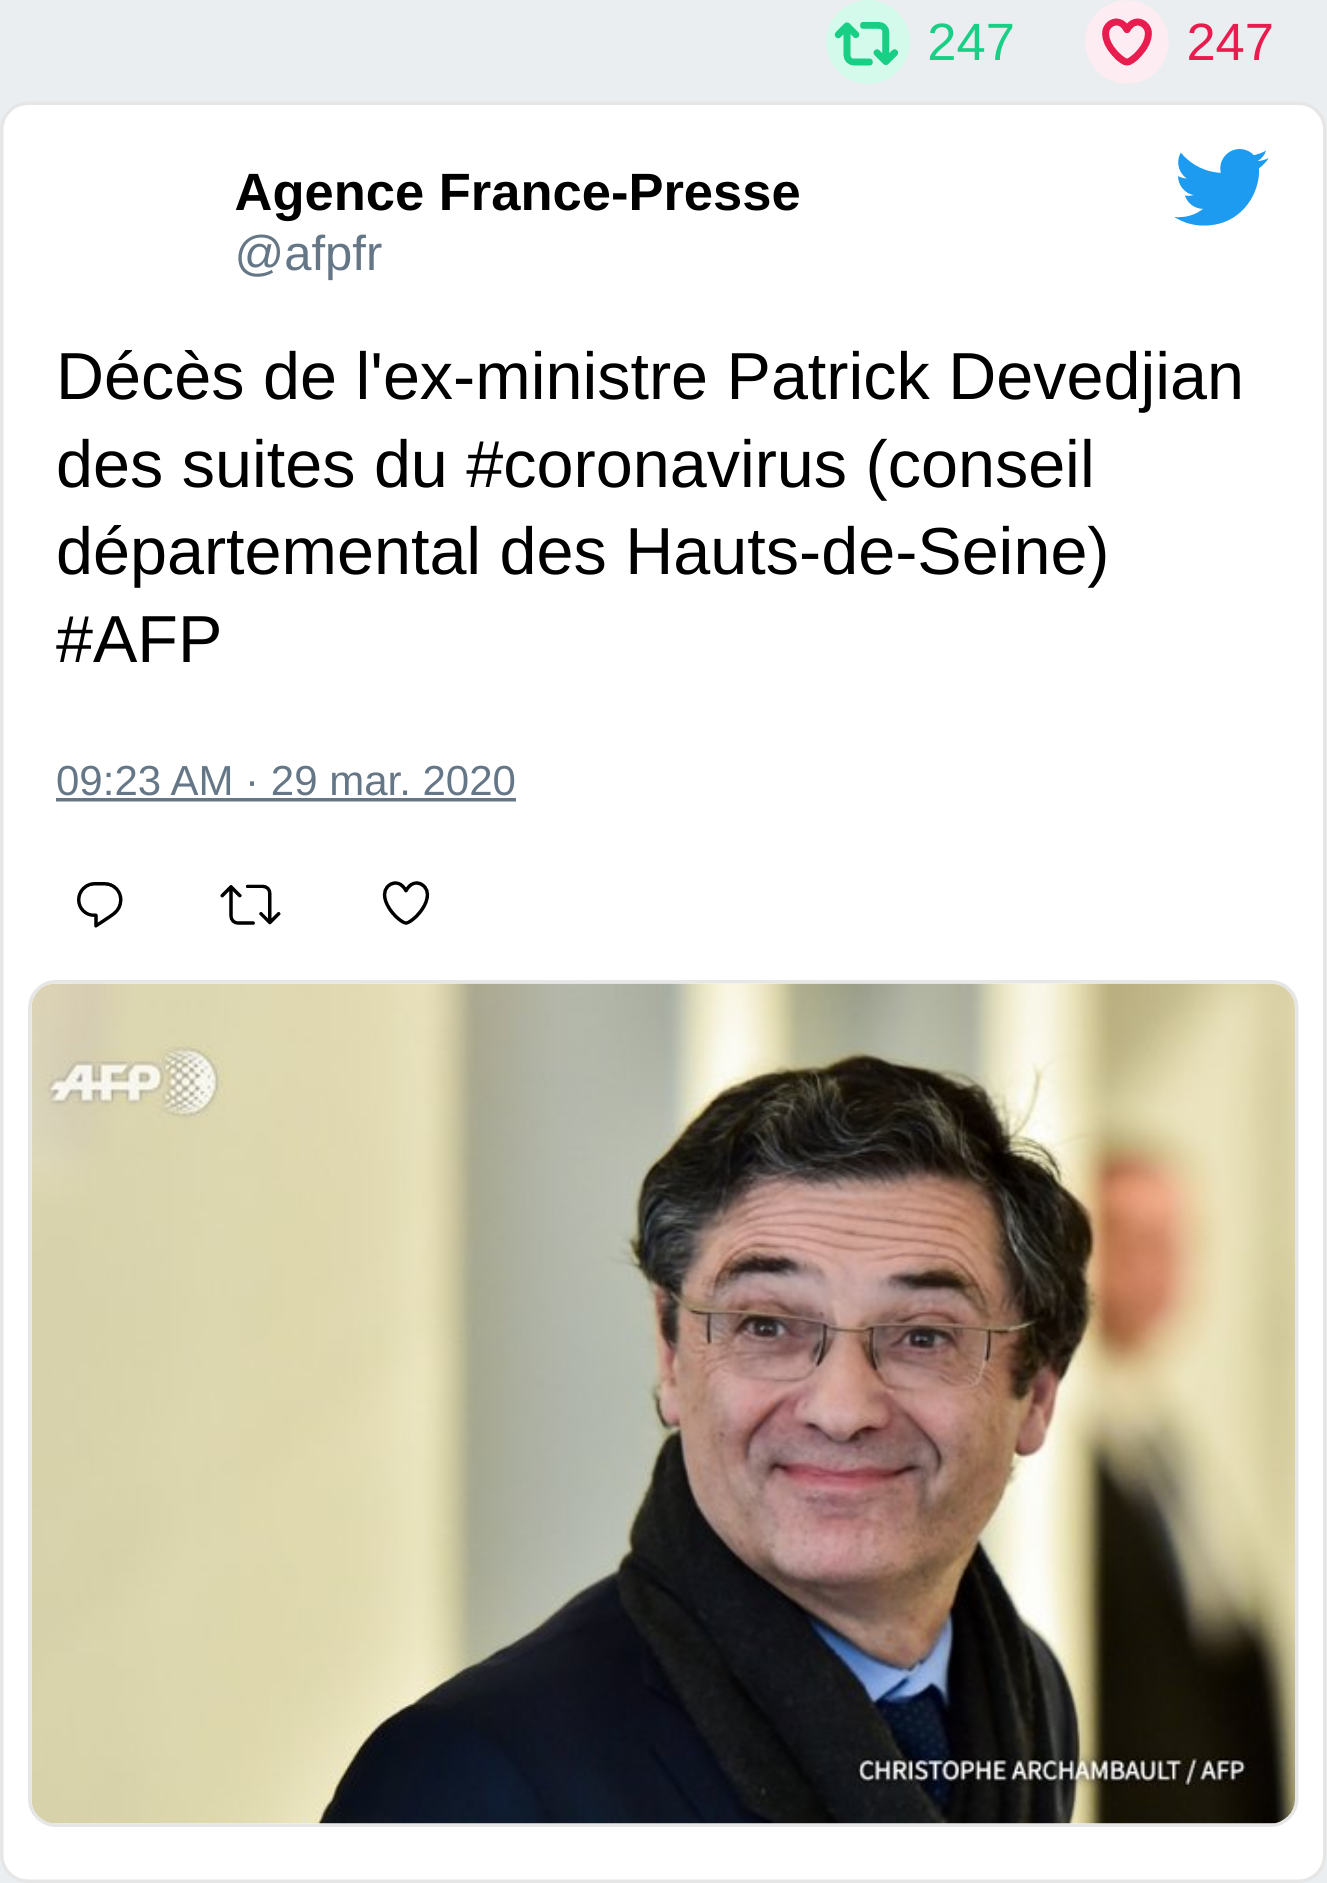 247 247
Agence France-Presse
@afpfr
Décès de l'ex-ministre Patrick Devedjian
des suites du #coronavirus (conseil
départemental des Hauts-de-Seine)
#AFP
09:23 AM · 29 mar. 2020
AFP
CHRISTOPHE ARCHAMBAULT / AFP